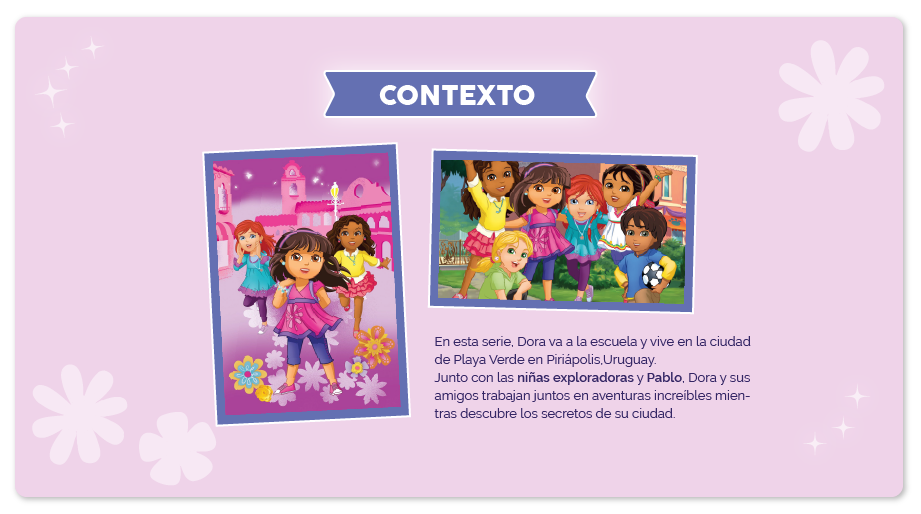 CONTEXTO
En esta serie, Dora va a la escuela y vive en la ciudad
de Playa Verde en Piriápolis,Uruguay.
Junto con las niñas exploradoras y Pablo, Dora y sus
amigos trabajan juntos en aventuras increíbles mien-
tras descubre los secretos de su ciudad.